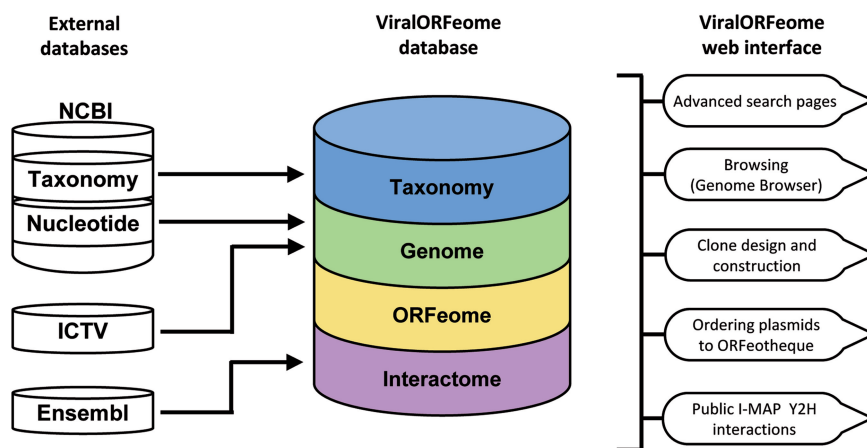 External
databases
ViralORFeome
database
ViralORFeome
web interface
NCBI
Taxonomy
Nucleotide
ICTV
Ensembl
Taxonomy
Genome
ORFeome
Interactome
Advanced search pages
Browsing
(Genome Browser)
Clone design and
construction
Ordering plasmids
to ORFeotheque
Public I-MAP Y2H
interactions